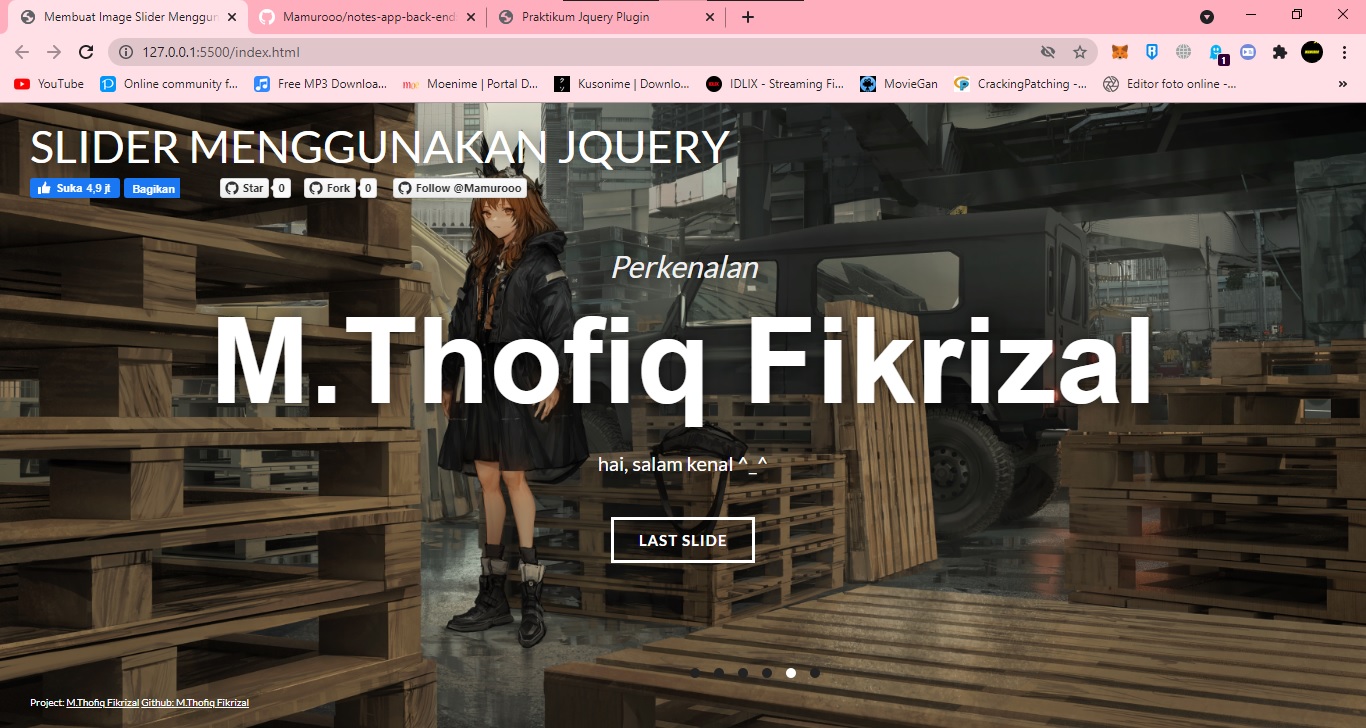 Membuat Image Slider Menggun
Mamurooo/notes-app-back-end
Praktikum Jquery Plugin
127.0.0.1:5500/index.html
1
YouTube
Online community f...
Free MP3 Downloa...
Moenime | Portal D...
Kusonime | Downlo...
IDLIX - Streaming Fi...
MovieGan
CrackingPatching -...
Editor foto online -...
SLIDER MENGGUNAKAN JQUERY
Suka 4,9 jt
Bagikan
Star 0
Fork 0
Follow @Mamurooo
Perkenalan
M.Thofiq Fikrizal
hai, salam kenal ^_^
LAST SLIDE
Project: M.Thofiq Fikrizal Github: M.Thofiq Fikrizal